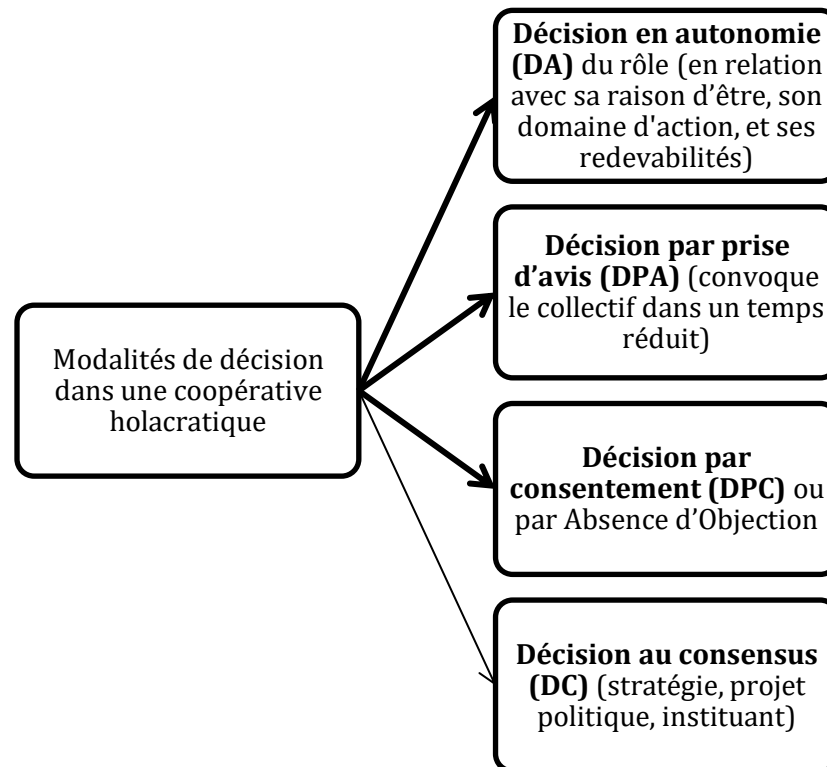 Décision en autonomie
(DA) du rôle (en relation
avec sa raison d’être, son
domaine d'action, et ses
redevabilités)
Décision par prise
d’avis (DPA) (convoque
le collectif dans un temps
réduit)
Modalités de décision
dans une coopérative
holacratique
Décision par
consentement (DPC) ou
par Absence d’Objection
Décision au consensus
(DC) (stratégie, projet
politique, instituant)